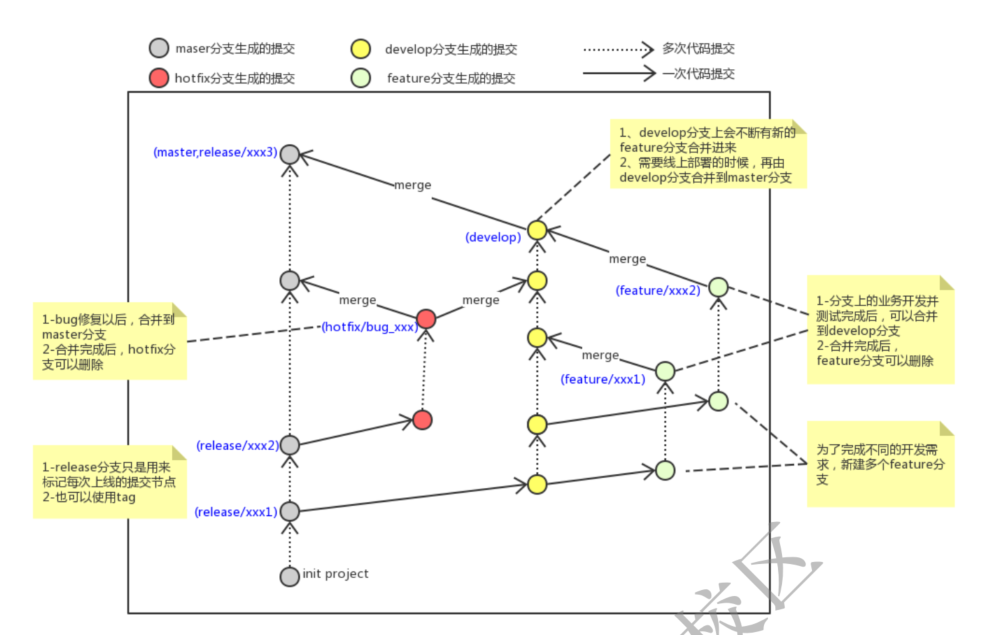 maser分支生成的提交
develop分支生成的提交
多次代码提交
hotfix分支生成的提交
feature分支生成的提交
一次代码提交
1、develop分支上会不断有新的
feature分支合并进来
2、需要线上部署的时候，再由
develop分支合并到master分支
(master,release/xxx3)
merge
(develop)
merge
(feature/xxx2)
merge
merge
1-分支上的业务开发并
测试完成后，可以合并
到develop分支
2-合并完成后，
feature分支可以删除
1-bug修复以后，合并到
master分支
2-合并完成后，hotfix分
支可以删除
(hotfix/bug_xxx)
merge
(feature/xxx1)
(release/xxx2)
为了完成不同的开发需
求，新建多个feature分
支
1-release分支只是用来
标记每次上线的提交节点
2-也可以使用tag
(release/xxx1)
init project
校区